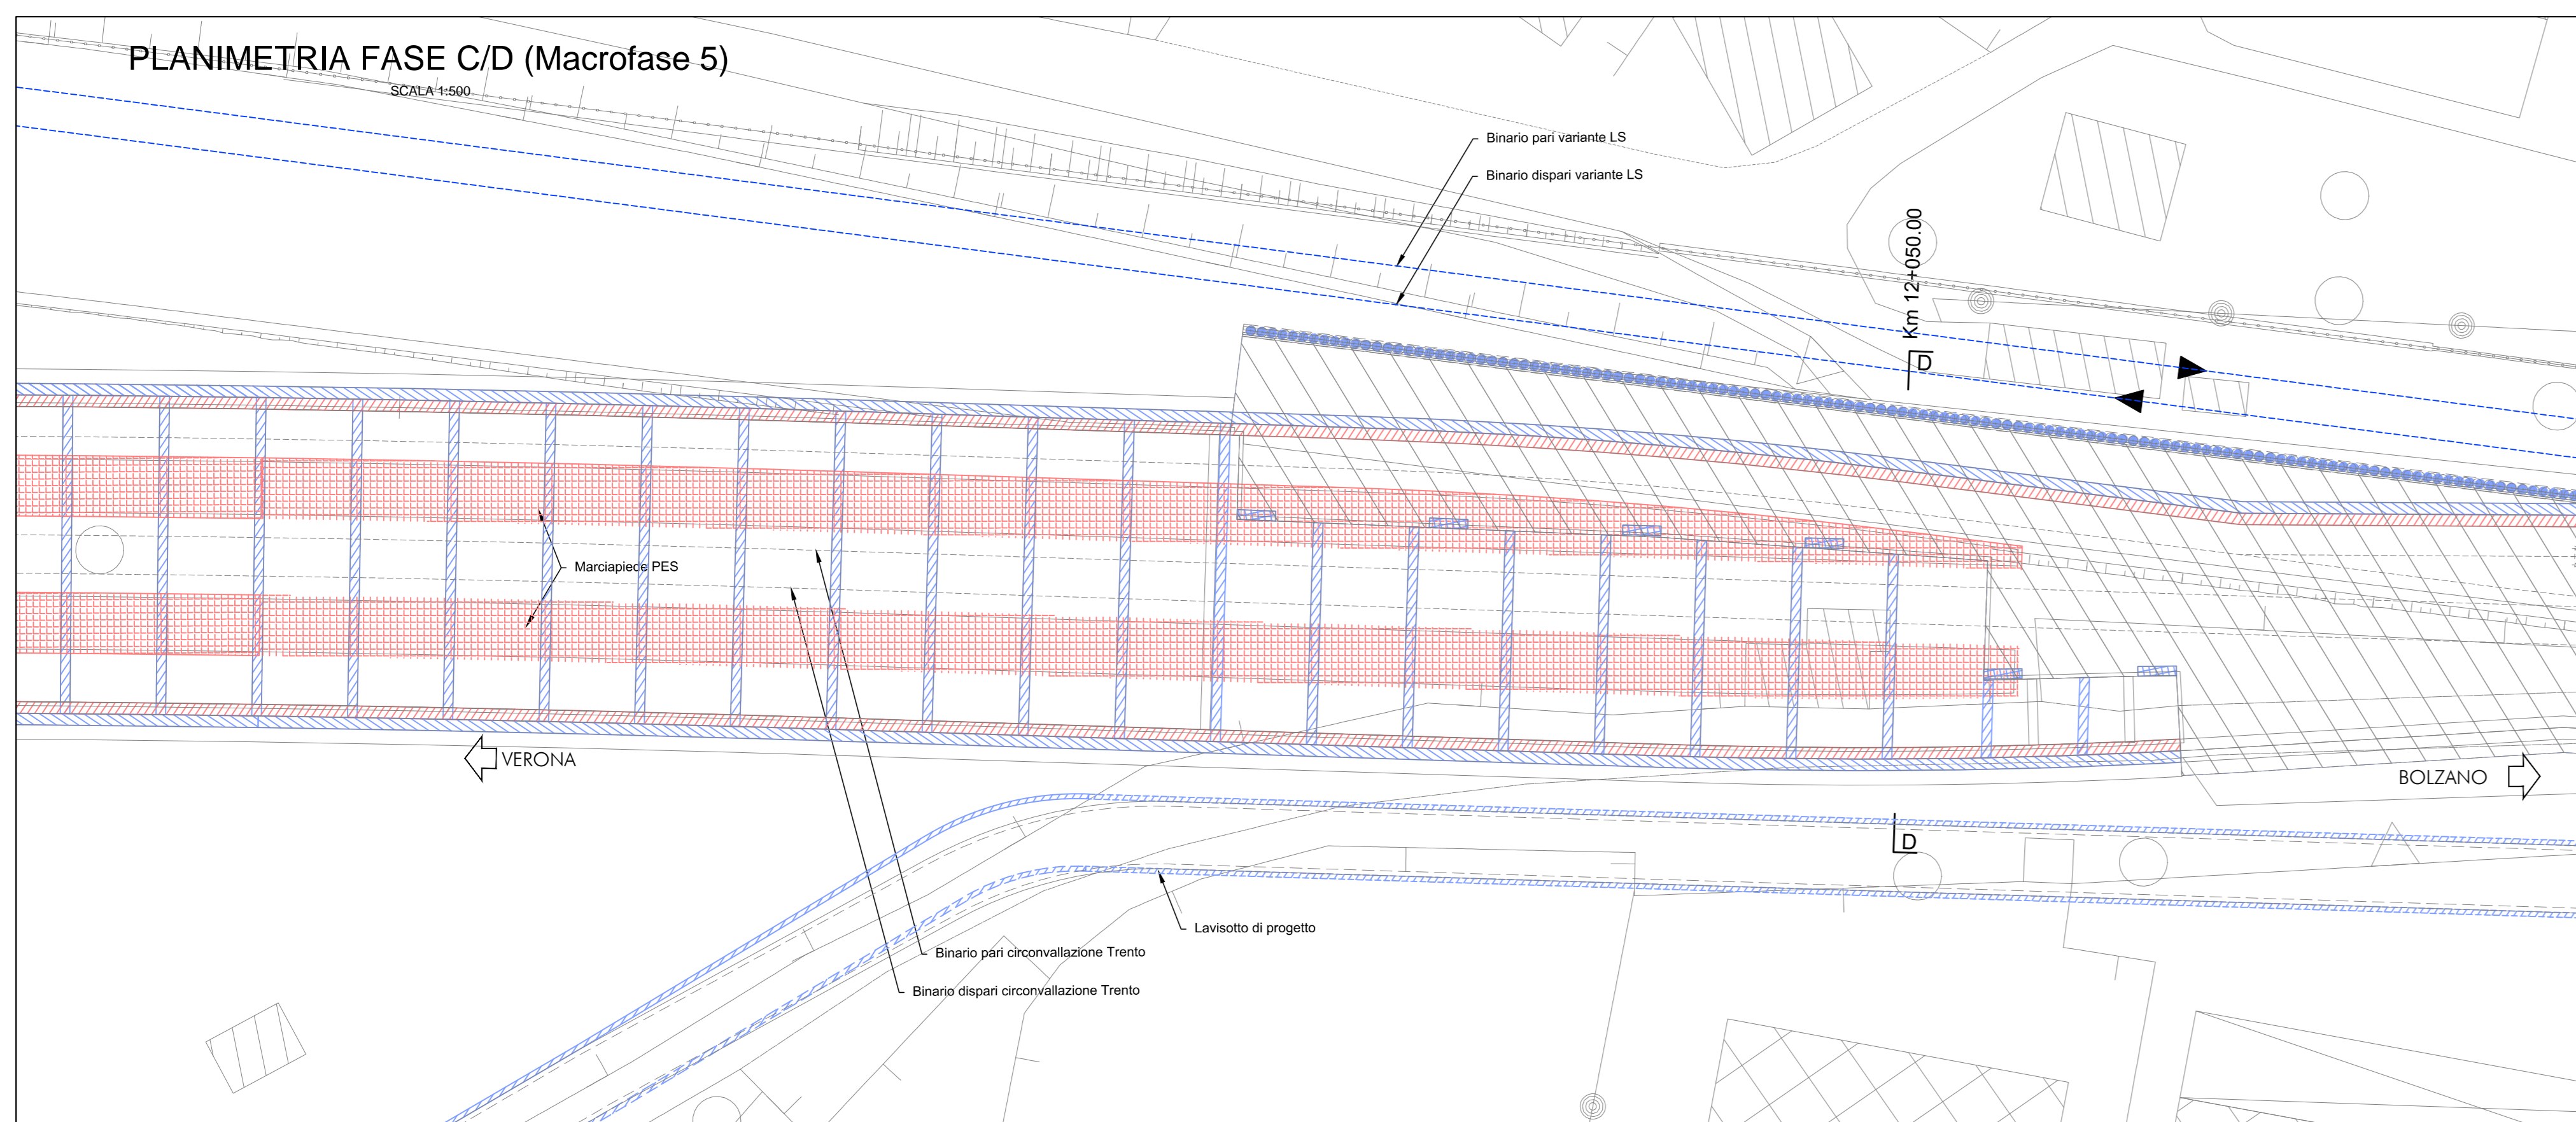 PLANIMETRIA FASE C/D (Macrofase 5)
SCALA 1:500
Binario pari variante LS
Binario dispari variante LS
Km 12+050.00
D
Marciapiede PES
VERONA
BOLZANO
D
Lavisotto di progetto
Binario pari circonvallazione Trento
Binario dispari circonvallazione Trento